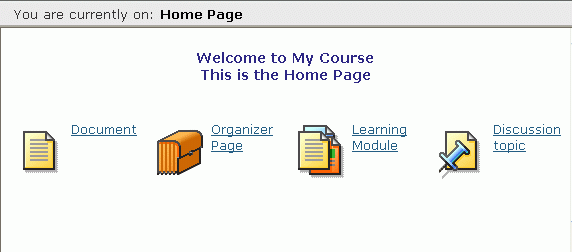 You are currently on: Home Page
Welcome to My Course
This is the Home Page
Document
Organizer
Page
Learning
Module
Discussion
topic